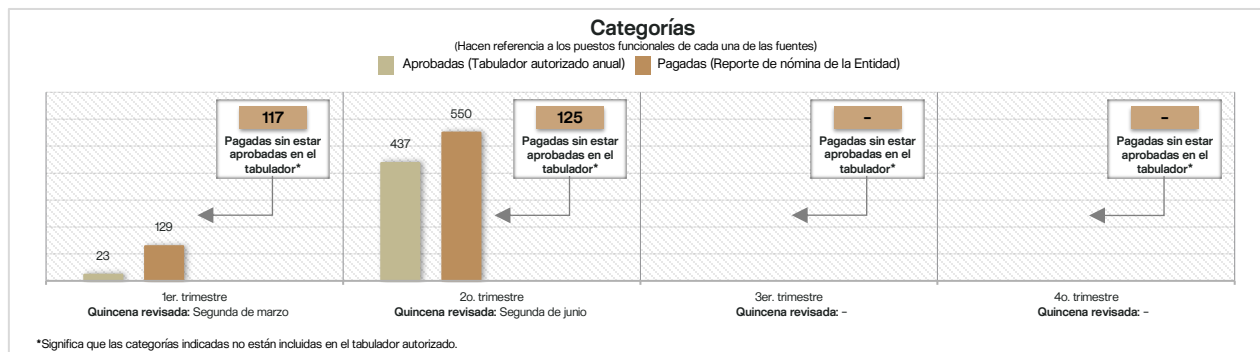 Categorías
(Hacen referencia a los puestos funcionales de cada una de las fuentes)
Aprobadas (Tabulador autorizado anual)
Pagadas (Reporte de nómina de la Entidad)
23
129
117
Pagadas sin estar
aprobadas en el
tabulador*
437
550
125
Pagadas sin estar
aprobadas en el
tabulador*
–
Pagadas sin estar
aprobadas en el
tabulador*
–
Pagadas sin estar
aprobadas en el
tabulador*
1er. trimestre
Quincena revisada: Segunda de marzo
2o. trimestre
Quincena revisada: Segunda de junio
3er. trimestre
Quincena revisada: –
4o. trimestre
Quincena revisada: –
*Significa que las categorías indicadas no están incluidas en el tabulador autorizado.